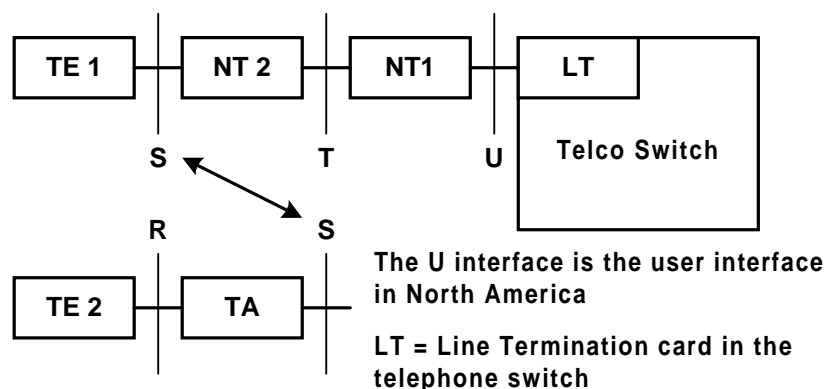 TE 1
NT 2
NT1
LT
Telco Switch
S
T
U
R
S
TE 2
TA
The U interface is the user interface
in North America
LT = Line Termination card in the
telephone switch